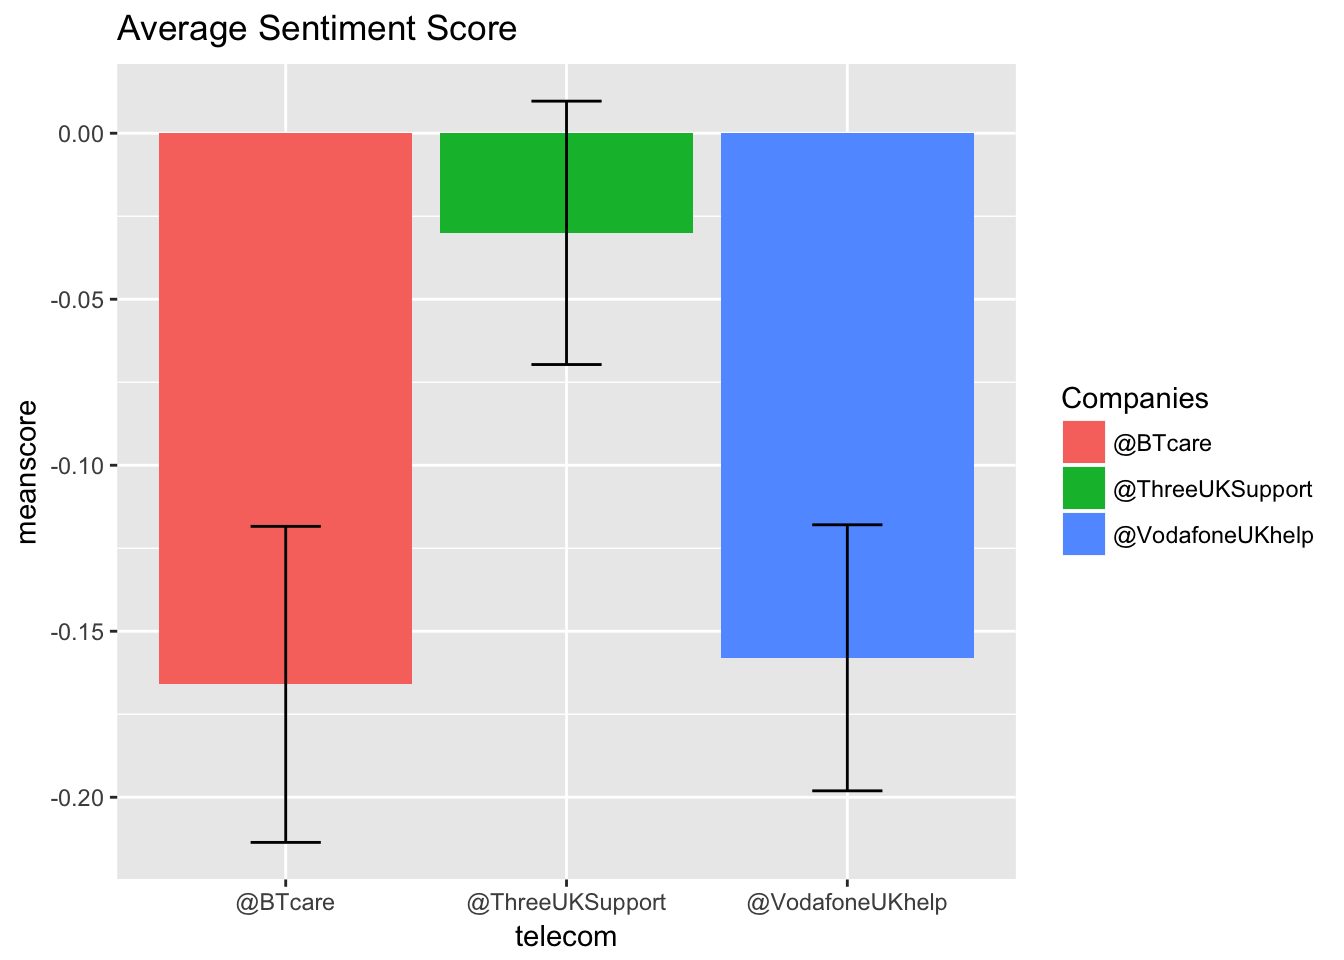 Average Sentiment Score
0.00
-0.05
-0.10
-0.15
-0.20
meanscore
@BTcare
@ThreeUKSupport
@VodafoneUKhelp
telecom
Companies
@BTcare
@ThreeUKSupport
@VodafoneUKhelp